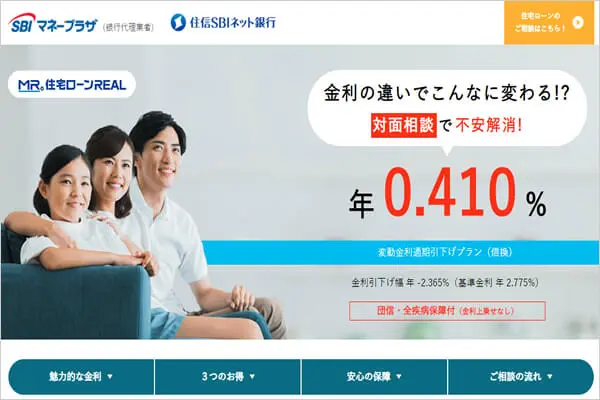 SBI マネープラザ (銀行代理業者)
住信SBIネット銀行
住宅ローンの
ご相談はこちら!
MR.住宅ローンREAL
金利の違いでこんなに変わる!?
対面相談で不安解消!
年 0.410 %
変動金利通期引下げプラン(借換)
金利引下げ幅 年 -2.365%(基準金利 年 2.775%)
団信・全疾病保障付(金利上乗せなし)
魅力的な金利 ▼
3つのお得 ▼
安心の保障 ▼
ご相談の流れ ▼